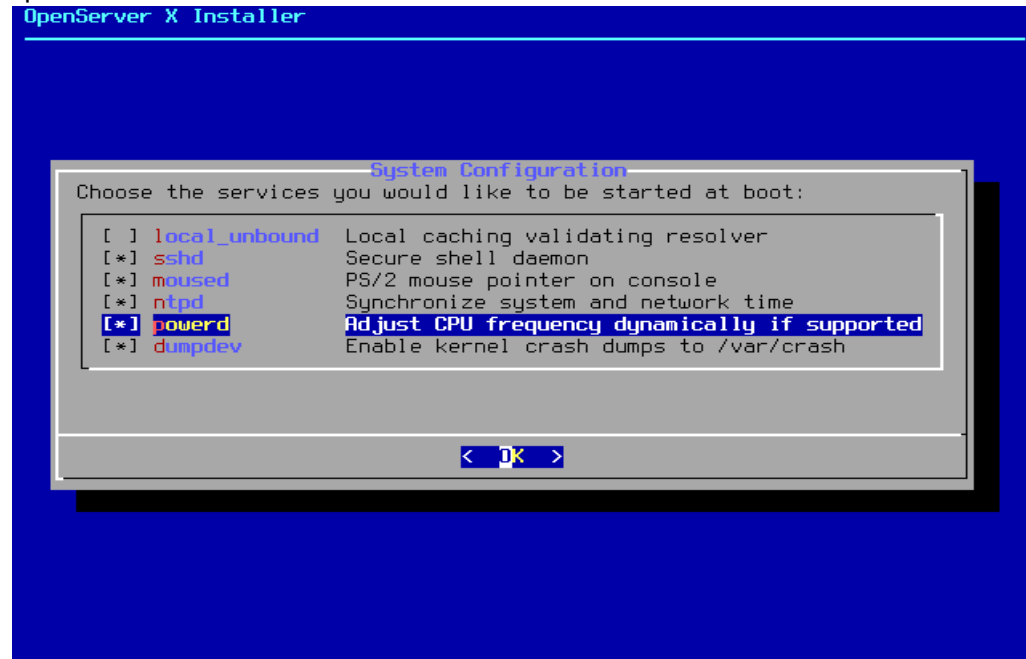 OpenServer X Installer
System Configuration
Choose the services you would like to be started at boot:
[ ] local_unbound Local caching validating resolver
[*] sshd Secure shell daemon
[*] moused PS/2 mouse pointer on console
[*] ntpd Synchronize system and network time
[*] powerd Adjust CPU frequency dynamically if supported
[*] dumpdev Enable kernel crash dumps to /var/crash
< OK >